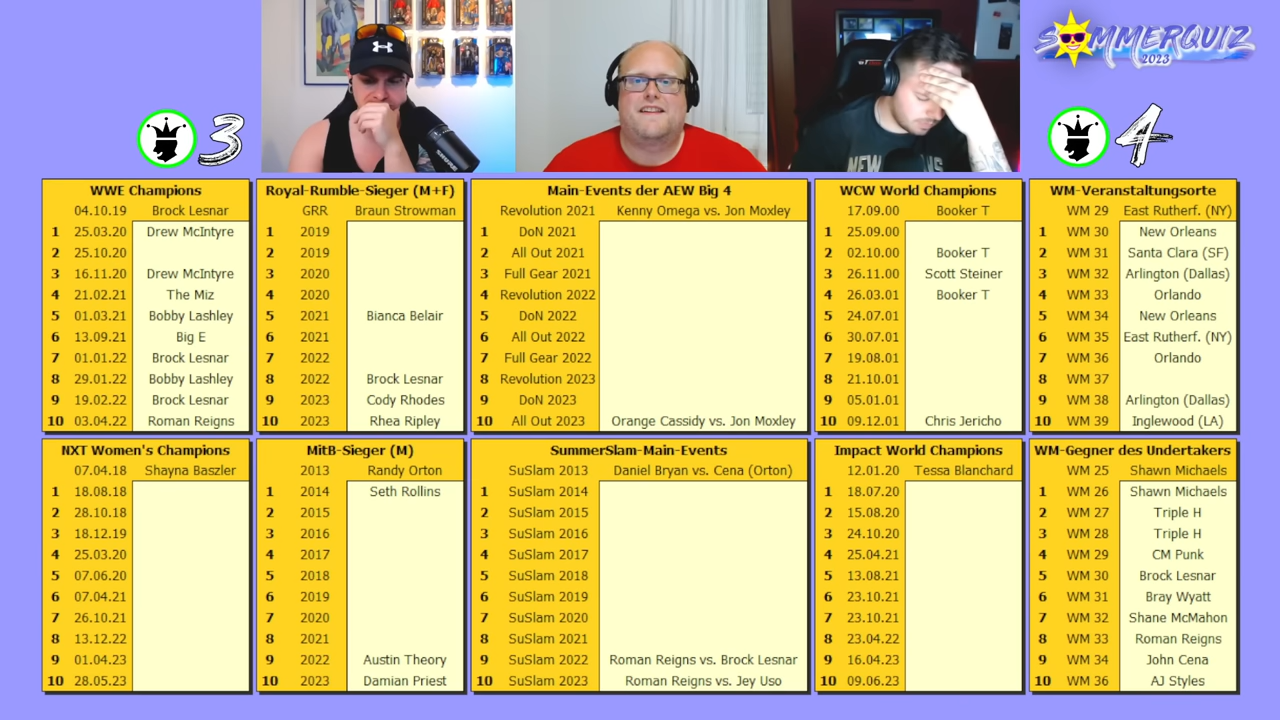 SOMMERQUIZ
2023
3
4
SHURE
NEW
WWE Champions
04.10.19 Brock Lesnar
1 25.03.20 Drew McIntyre
2 25.10.20
3 16.11.20 Drew McIntyre
4 21.02.21 The Miz
5 01.03.21 Bobby Lashley
6 13.09.21 Big E
7 01.01.22 Brock Lesnar
8 29.01.22 Bobby Lashley
9 19.02.22 Brock Lesnar
10 03.04.22 Roman Reigns
Royal-Rumble-Sieger (M+F)
GRR Braun Strowman
1 2019
2 2019
3 2020
4 2020
5 2021 Bianca Belair
6 2021
7 2022
8 2022 Brock Lesnar
9 2023 Cody Rhodes
10 2023 Rhea Ripley
Main-Events der AEW Big 4
Revolution 2021 Kenny Omega vs. Jon Moxley
1 DoN 2021
2 All Out 2021
3 Full Gear 2021
4 Revolution 2022
5 DoN 2022
6 All Out 2022
7 Full Gear 2022
8 Revolution 2023
9 DoN 2023
10 All Out 2023 Orange Cassidy vs. Jon Moxley
WCW World Champions
17.09.00 Booker T
1 25.09.00
2 02.10.00 Booker T
3 26.11.00 Scott Steiner
4 26.03.01 Booker T
5 24.07.01
6 30.07.01
7 19.08.01
8 21.10.01
9 05.01.01
10 09.12.01 Chris Jericho
WM-Veranstaltungsorte
WM 29 East Rutherf. (NY)
1 WM 30 New Orleans
2 WM 31 Santa Clara (SF)
3 WM 32 Arlington (Dallas)
4 WM 33 Orlando
5 WM 34 New Orleans
6 WM 35 East Rutherf. (NY)
7 WM 36 Orlando
8 WM 37
9 WM 38 Arlington (Dallas)
10 WM 39 Inglewood (LA)
NXT Women's Champions
07.04.18 Shayna Baszler
1 18.08.18
2 28.10.18
3 18.12.19
4 25.03.20
5 07.06.20
6 07.04.21
7 26.10.21
8 13.12.22
9 01.04.23
10 28.05.23
MitB-Sieger (M)
2013 Randy Orton
1 2014 Seth Rollins
2 2015
3 2016
4 2017
5 2018
6 2019
7 2020
8 2021
9 2022 Austin Theory
10 2023 Damian Priest
SummerSlam-Main-Events
SuSlam 2013 Daniel Bryan vs. Cena (Orton)
1 SuSlam 2014
2 SuSlam 2015
3 SuSlam 2016
4 SuSlam 2017
5 SuSlam 2018
6 SuSlam 2019
7 SuSlam 2020
8 SuSlam 2021
9 SuSlam 2022 Roman Reigns vs. Brock Lesnar
10 SuSlam 2023 Roman Reigns vs. Jey Uso
Impact World Champions
12.01.20 Tessa Blanchard
1 18.07.20
2 15.08.20
3 24.10.20
4 25.04.21
5 13.08.21
6 23.10.21
7 23.10.21
8 23.04.22
9 16.04.23
10 09.06.23
WM-Gegner des Undertakers
WM 25 Shawn Michaels
1 WM 26 Shawn Michaels
2 WM 27 Triple H
3 WM 28 Triple H
4 WM 29 CM Punk
5 WM 30 Brock Lesnar
6 WM 31 Bray Wyatt
7 WM 32 Shane McMahon
8 WM 33 Roman Reigns
9 WM 34 John Cena
10 WM 36 AJ Styles